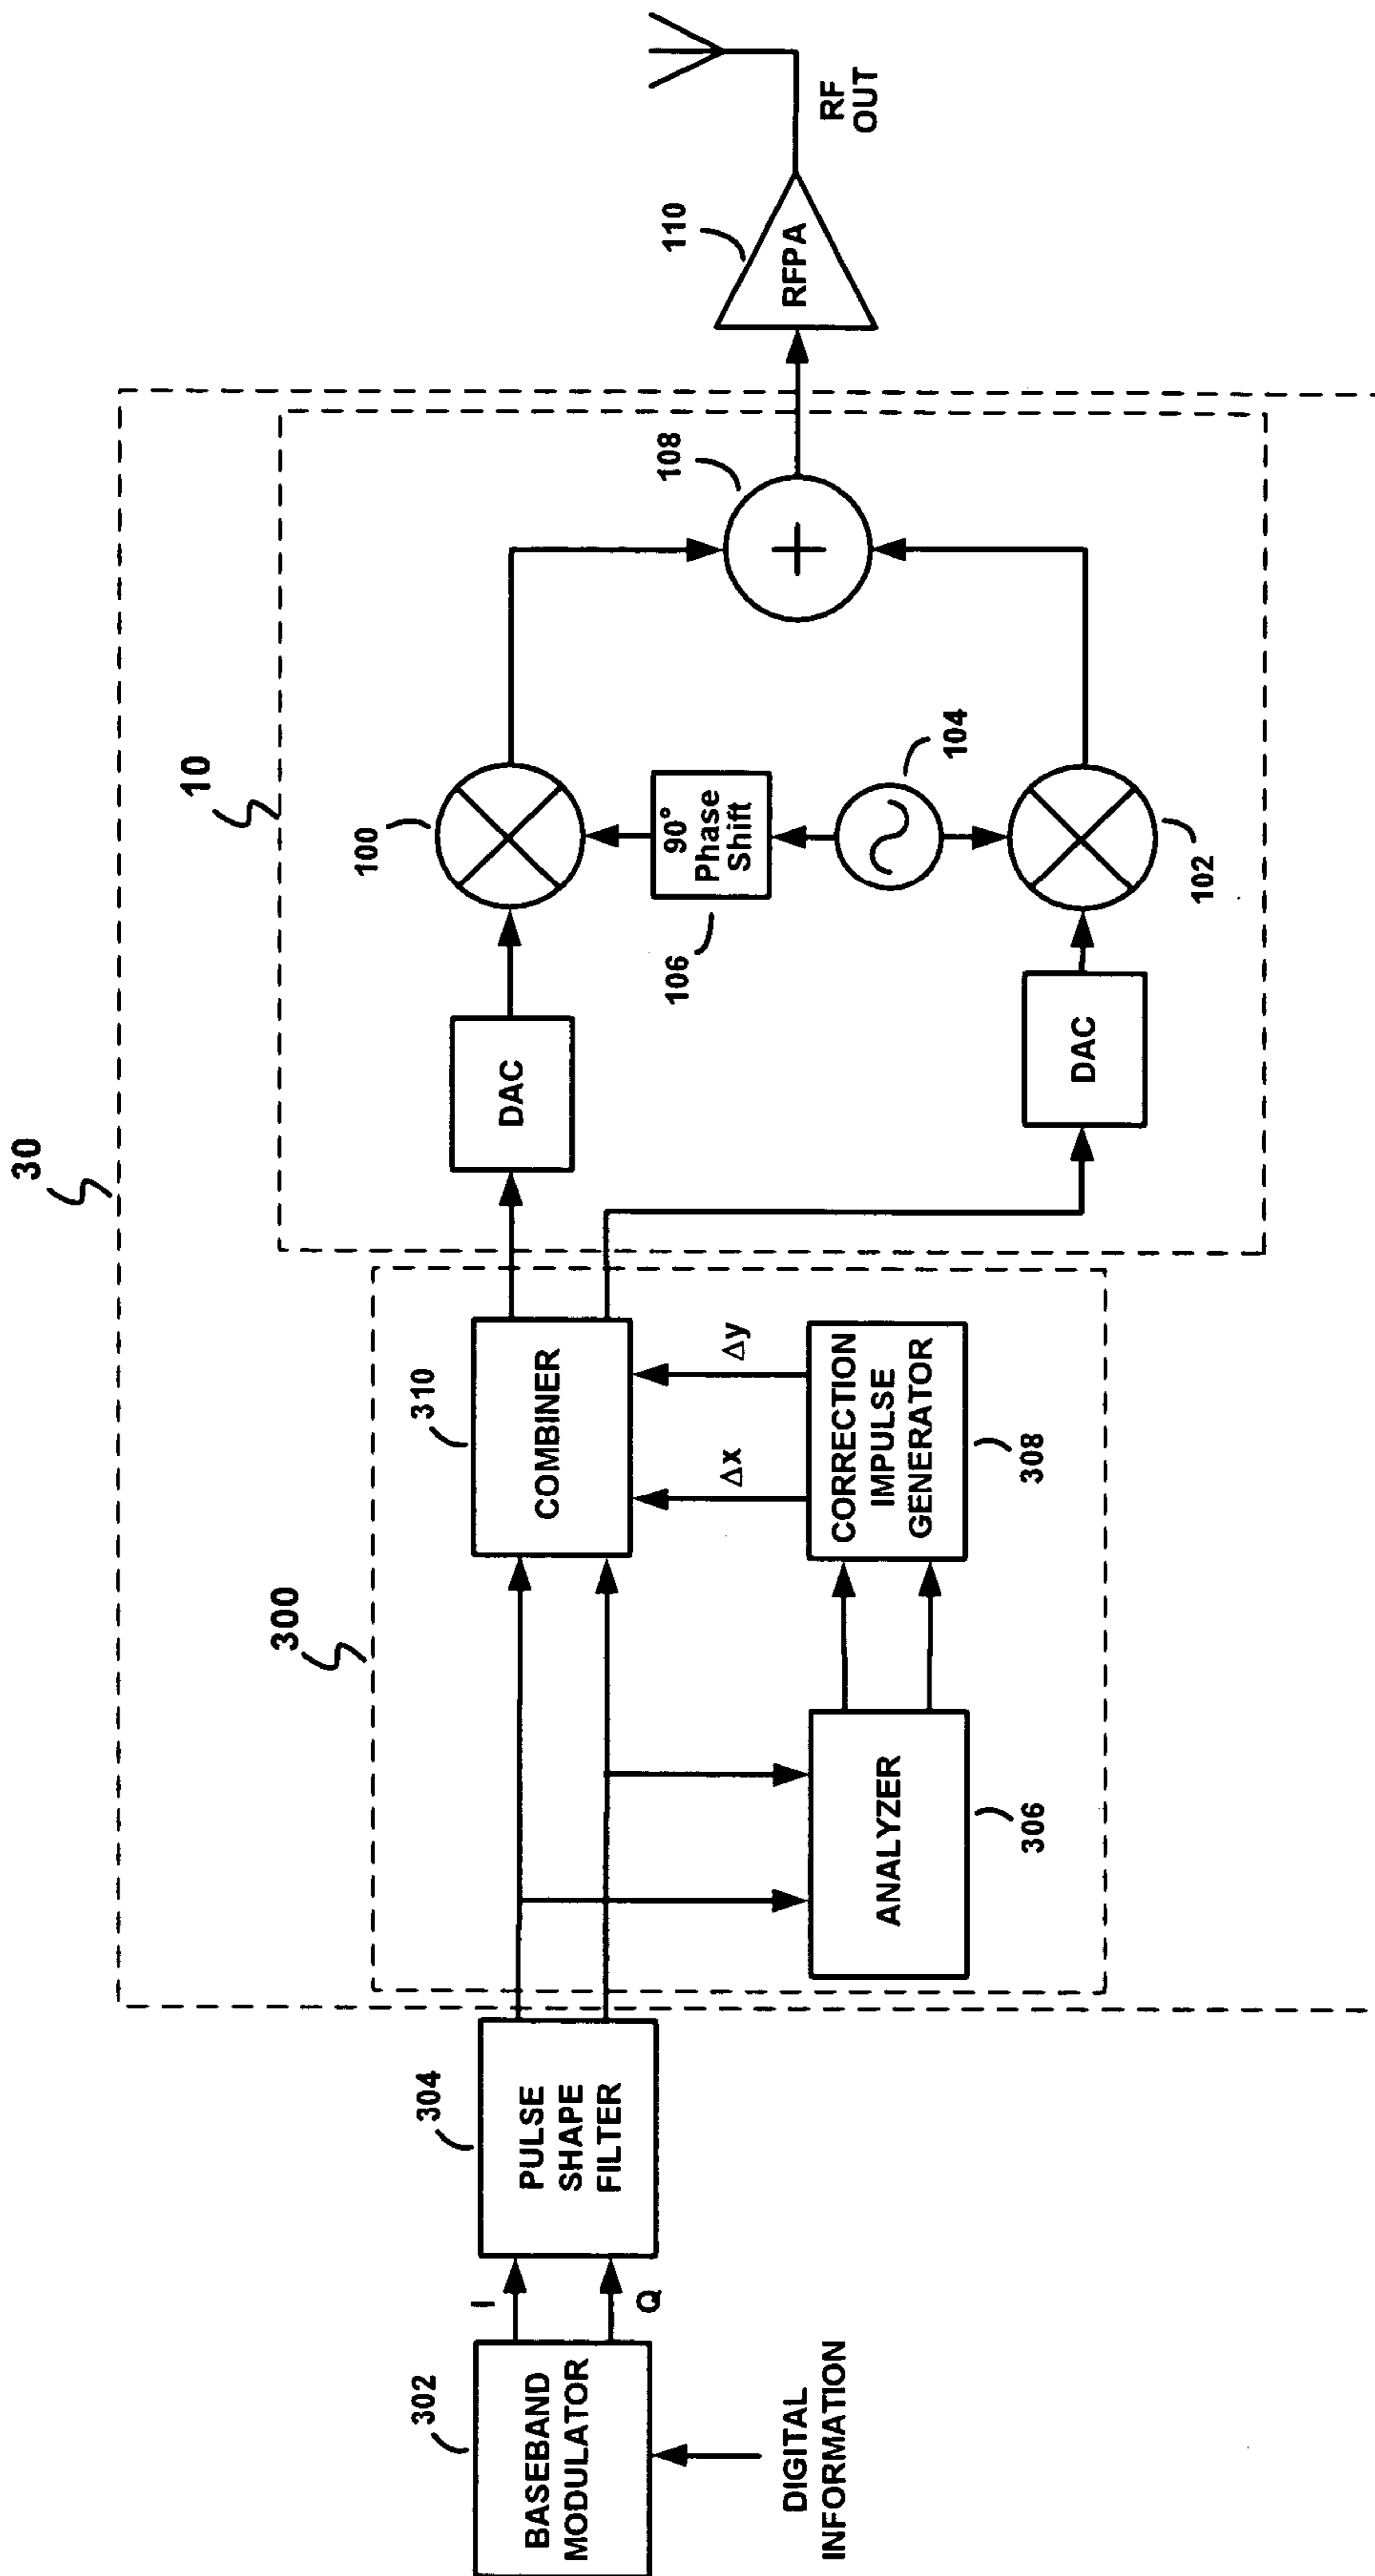 30
10
300
302
BASEBAND
MODULATOR
DIGITAL
INFORMATION
I
Q
304
PULSE
SHAPE
FILTER
306
ANALYZER
310
COMBINER
Δx
Δy
CORRECTION
IMPULSE
GENERATOR
308
DAC
DAC
100
106
90°
Phase
Shift
104
102
108
110
RFPA
RF
OUT